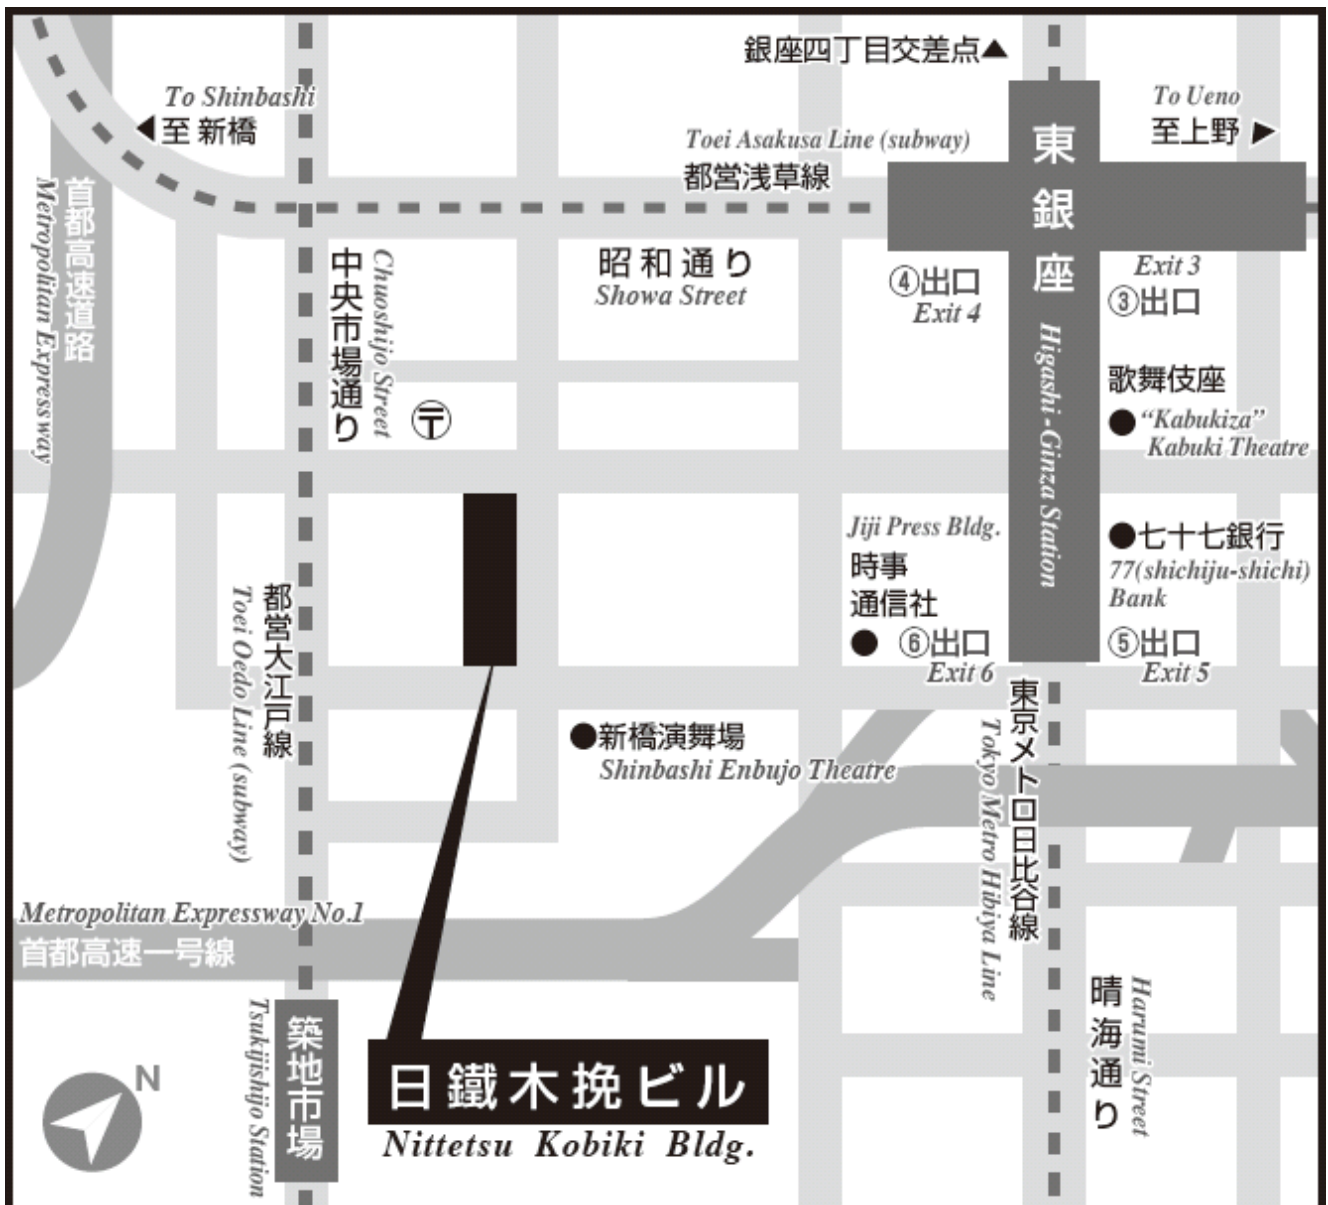 銀座四丁目交差点▲
To Shinbashi
◀至 新橋
To Ueno
至上野 ▶
Toei Asakusa Line (subway)
都営浅草線
東銀座
Higashi-Ginza Station
首都高速道路
Metropolitan Expressway
中央市場通り
Chuoshijo Street
昭和通り
Showa Street
④出口
Exit 4
Exit 3
③出口
歌舞伎座
●“Kabukiza”
Kabuki Theatre
〒
Jiji Press Bldg.
時事
通信社
● ⑥出口
Exit 6
●七十七銀行
77(shichiju-shichi)
Bank
⑤出口
Exit 5
都営大江戸線
Toei Oedo Line (subway)
●新橋演舞場
Shinbashi Enbujo Theatre
東京メトロ日比谷線
Tokyo Metro Hibiya Line
Metropolitan Expressway No.1
首都高速一号線
晴海通り
Harumi Street
築地市場
Tsukijishijo Station
N
日鐵木挽ビル
Nittetsu Kobiki Bldg.